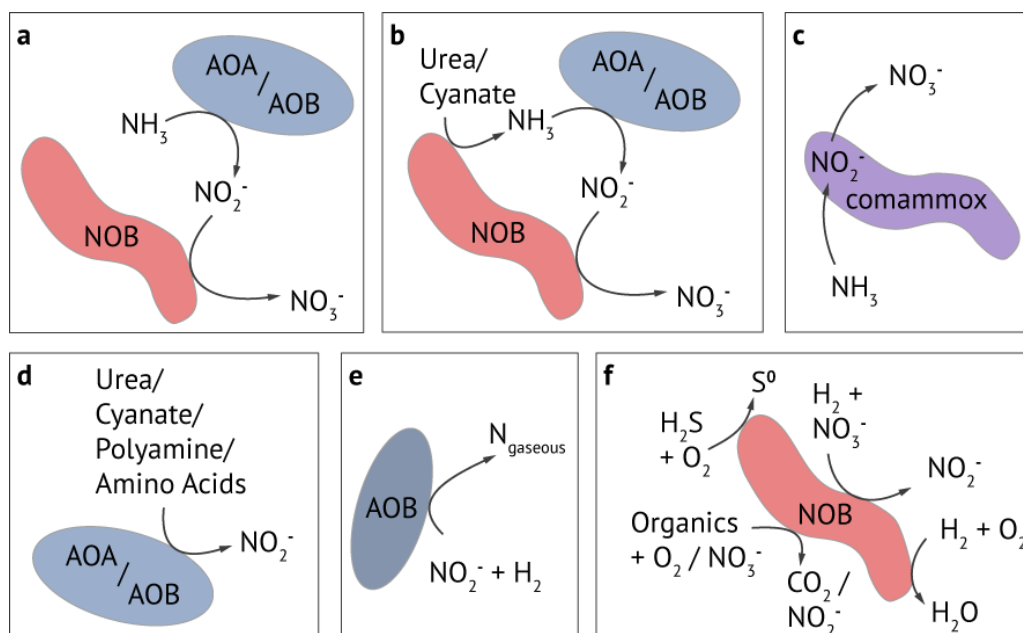 a
AOA
/
AOB
NH₃
NO₂⁻
NOB
NO₃⁻
b
Urea/
Cyanate
AOA
/
AOB
NH₃
NO₂⁻
NOB
NO₃⁻
c
NO₃⁻
NO₂⁻
comammox
NH₃
d
Urea/
Cyanate/
Polyamine/
Amino Acids
NO₂⁻
AOA
/
AOB
e
N gaseous
AOB
NO₂⁻ + H₂
f
S⁰
H₂S
+ O₂
H₂ +
NO₃⁻
NO₂⁻
NOB
Organics
+ O₂ / NO₃⁻
CO₂ /
NO₂⁻
H₂ + O₂
H₂O